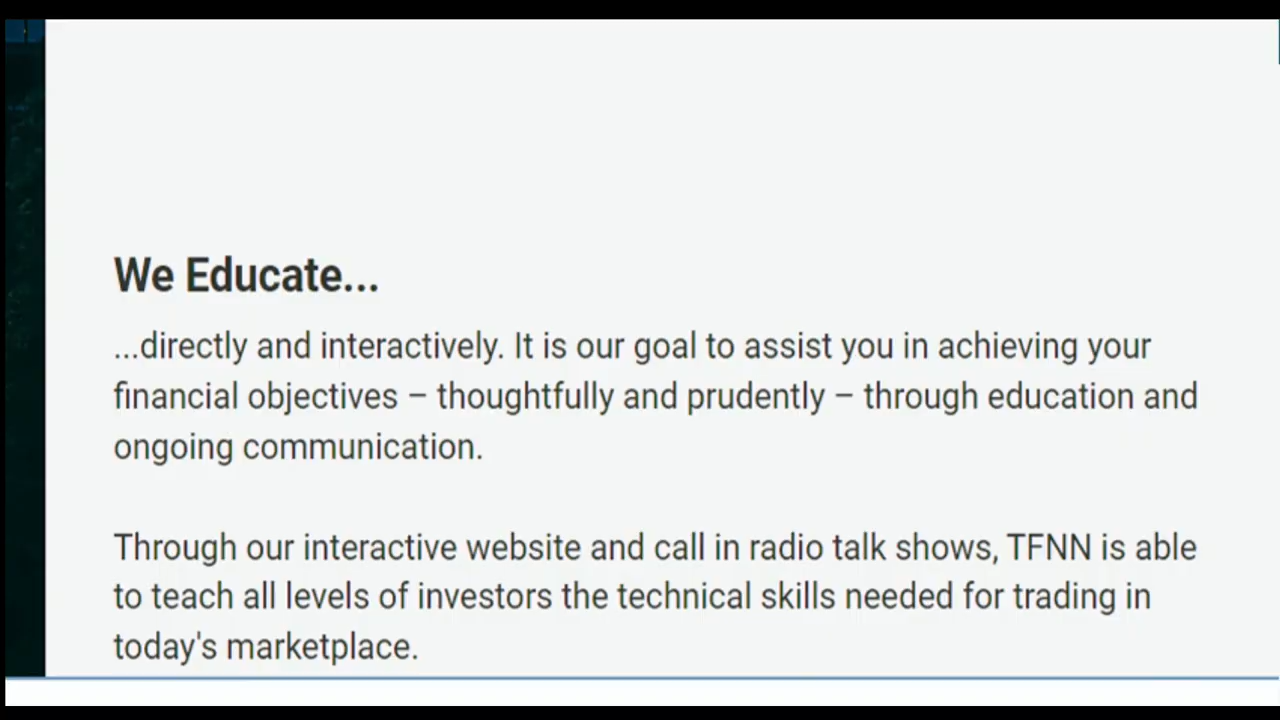 We Educate...
...directly and interactively. It is our goal to assist you in achieving your
financial objectives – thoughtfully and prudently – through education and
ongoing communication.
Through our interactive website and call in radio talk shows, TFNN is able
to teach all levels of investors the technical skills needed for trading in
today's marketplace.